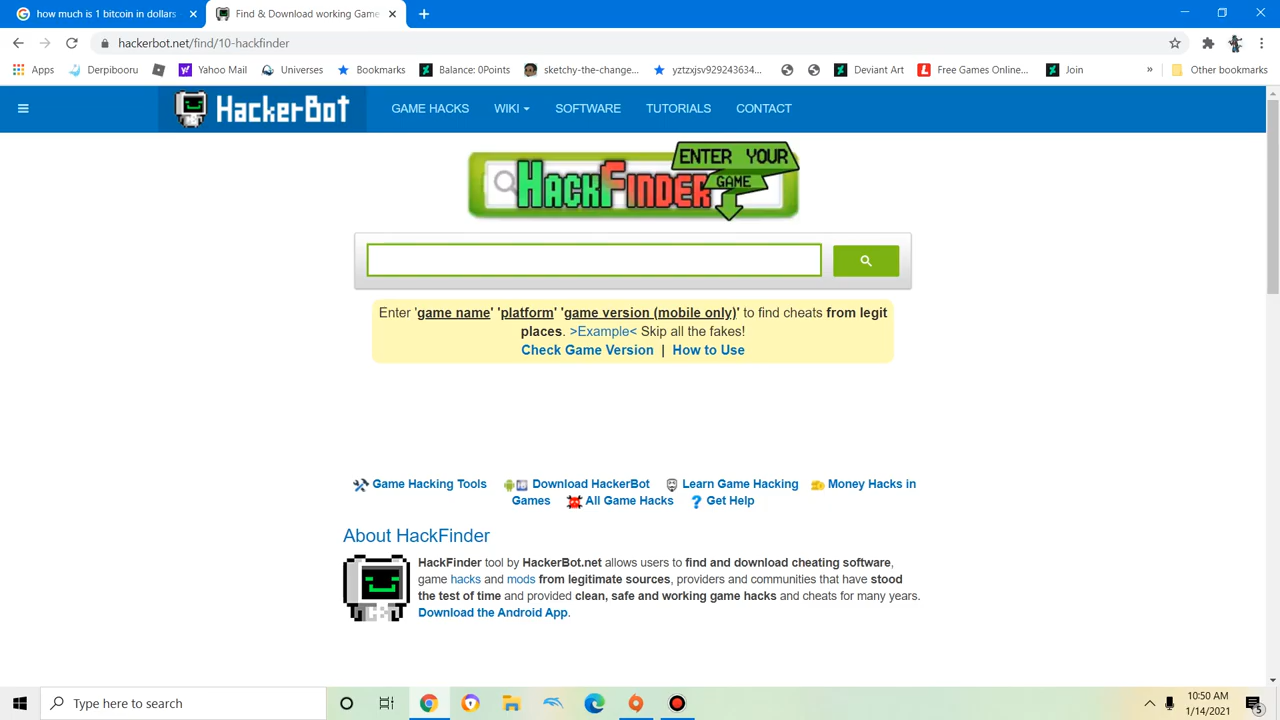 how much is 1 bitcoin in dollars
Find & Download working Game
hackerbot.net/find/10-hackfinder
Apps Derpibooru Yahoo Mail Universes Bookmarks Balance: 0Points sketchy-the-change... yztzxjsv929243634... Deviant Art Free Games Online... Join » Other bookmarks
HackerBot GAME HACKS WIKI SOFTWARE TUTORIALS CONTACT
ENTER YOUR
GAME
HackFinder
Enter 'game name' 'platform' 'game version (mobile only)' to find cheats from legit
places. >Example< Skip all the fakes!
Check Game Version | How to Use
Game Hacking Tools Download HackerBot Learn Game Hacking Money Hacks in
Games All Game Hacks Get Help
About HackFinder
HackFinder tool by HackerBot.net allows users to find and download cheating software,
game hacks and mods from legitimate sources, providers and communities that have stood
the test of time and provided clean, safe and working game hacks and cheats for many years.
Download the Android App.
Type here to search
10:50 AM
1/14/2021
5